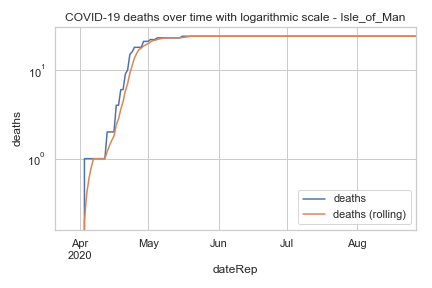 COVID-19 deaths over time with logarithmic scale - Isle_of_Man
deaths
10¹
10⁰
deaths
deaths (rolling)
Apr May Jun Jul Aug
2020
dateRep